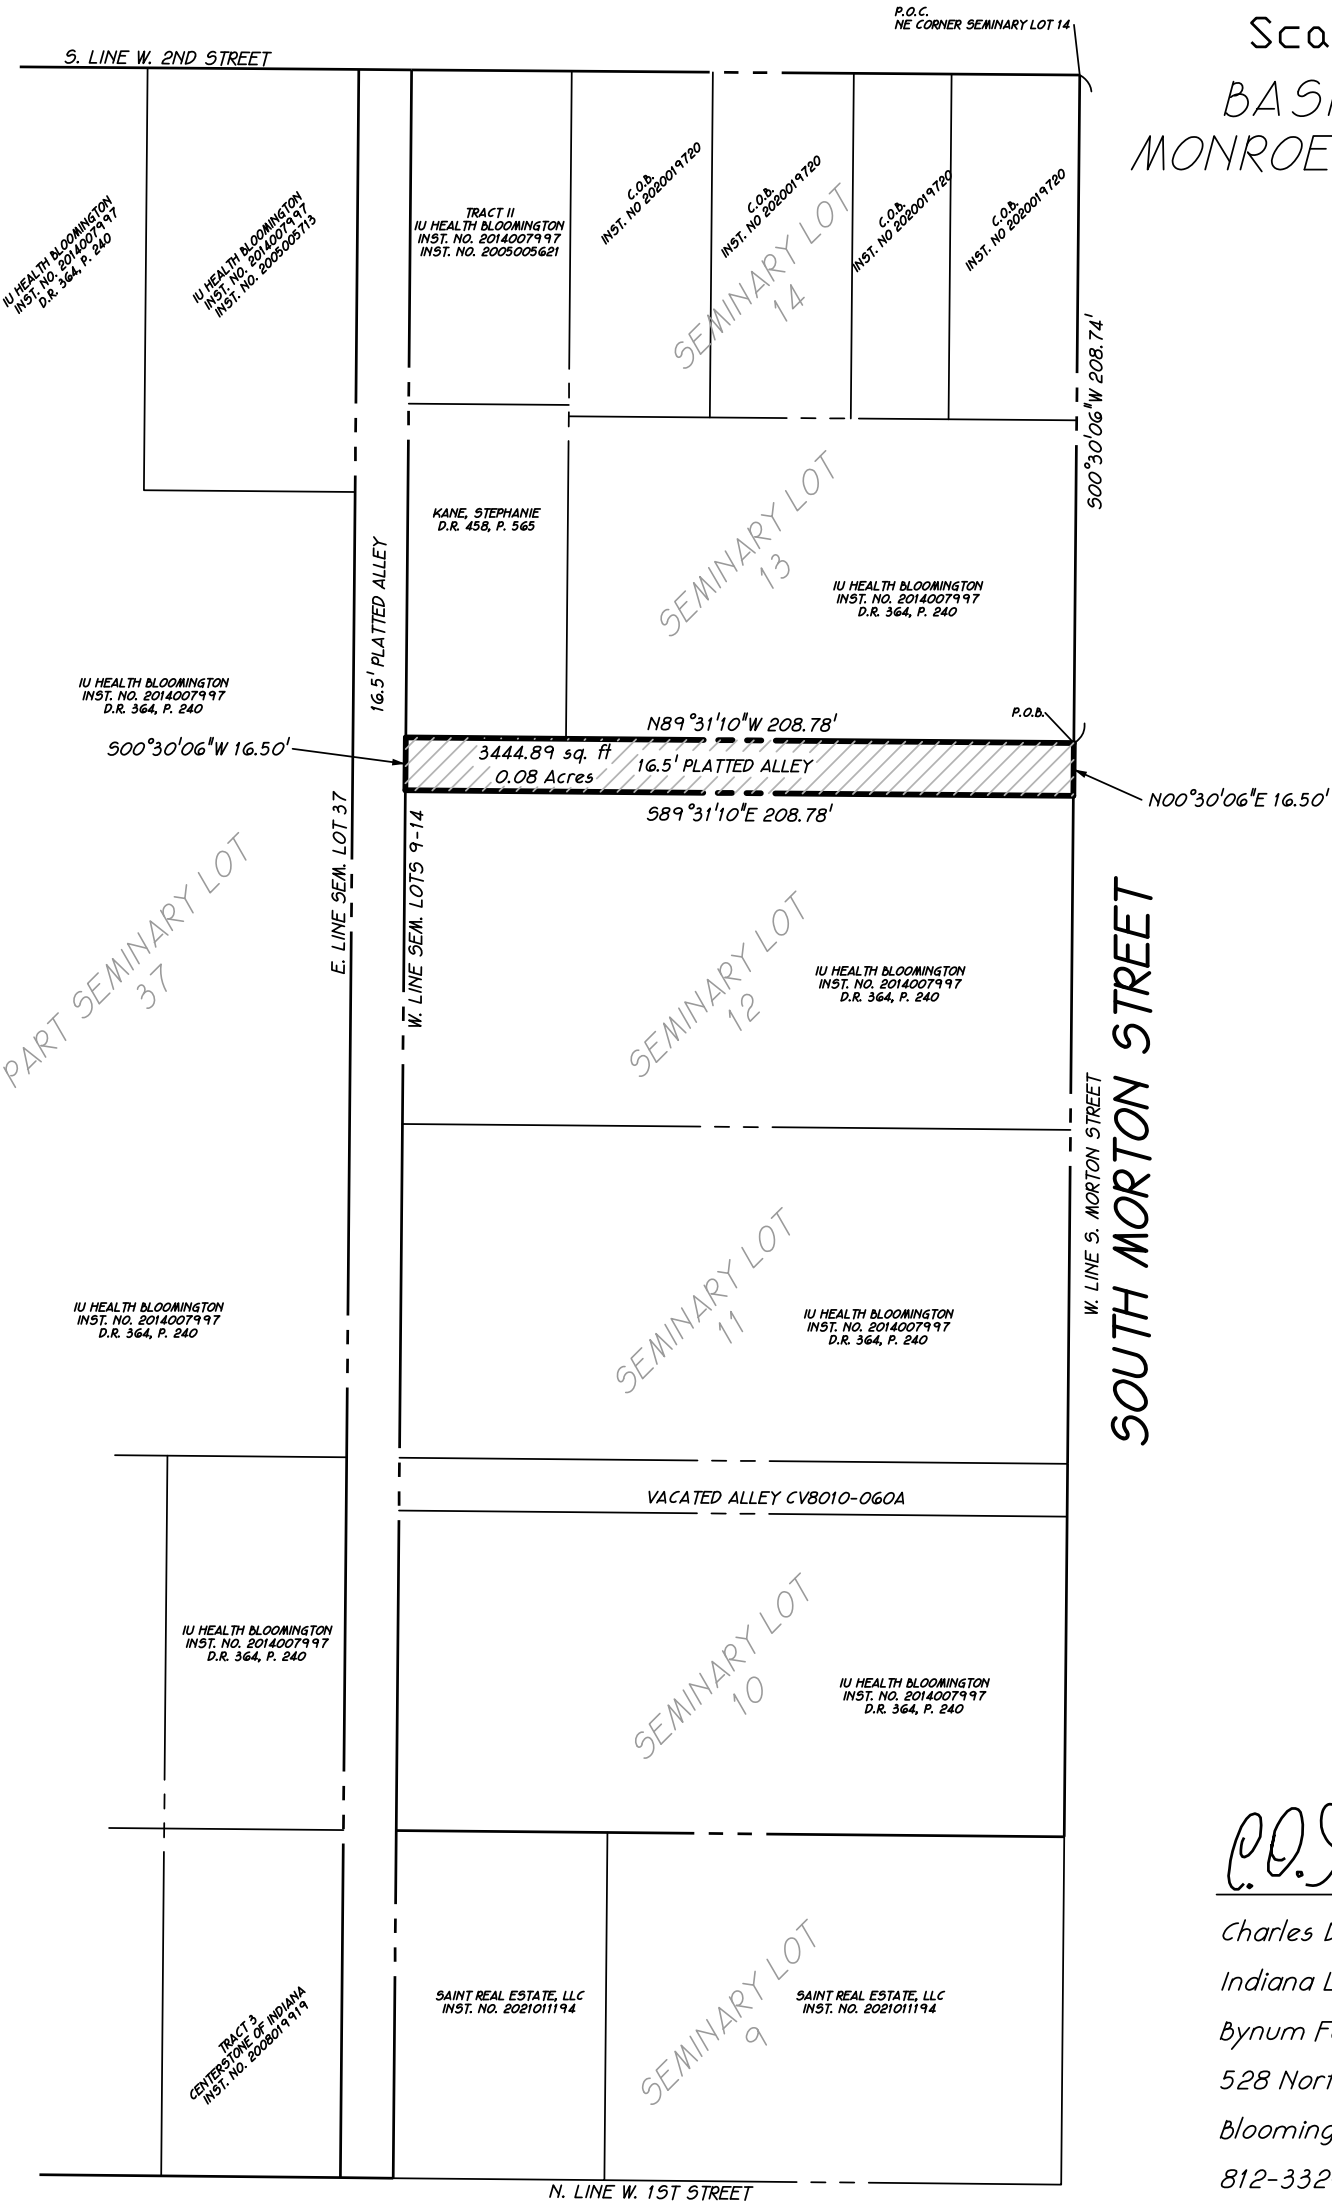 P.O.C.
NE CORNER SEMINARY LOT 14
Sca
S. LINE W. 2ND STREET
BASI
MONROE
IU HEALTH BLOOMINGTON
INST. NO. 2014007997
D.R. 364, P. 240
IU HEALTH BLOOMINGTON
INST. NO. 2014007997
INST. NO. 2005005713
TRACT II
IU HEALTH BLOOMINGTON
INST. NO. 2014007997
INST. NO. 2005005621
C.O.B.
INST. NO 2020019720
C.O.B.
INST. NO 2020019720
C.O.B.
INST. NO 2020019720
C.O.B.
INST. NO 2020019720
SEMINARY LOT
14
S00°30'06"W 208.74'
16.5' PLATTED ALLEY
KANE, STEPHANIE
D.R. 458, P. 565
SEMINARY LOT
13
IU HEALTH BLOOMINGTON
INST. NO. 2014007997
D.R. 364, P. 240
IU HEALTH BLOOMINGTON
INST. NO. 2014007997
D.R. 364, P. 240
P.O.B.
N89°31'10"W 208.78'
S00°30'06"W 16.50'
3444.89 sq. ft
0.08 Acres
16.5' PLATTED ALLEY
S89°31'10"E 208.78'
N00°30'06"E 16.50'
E. LINE SEM. LOT 37
W. LINE SEM. LOTS 9-14
PART SEMINARY LOT
37
SEMINARY LOT
12
IU HEALTH BLOOMINGTON
INST. NO. 2014007997
D.R. 364, P. 240
W. LINE S. MORTON STREET
SOUTH MORTON STREET
IU HEALTH BLOOMINGTON
INST. NO. 2014007997
D.R. 364, P. 240
SEMINARY LOT
11
IU HEALTH BLOOMINGTON
INST. NO. 2014007997
D.R. 364, P. 240
VACATED ALLEY CV8010-060A
IU HEALTH BLOOMINGTON
INST. NO. 2014007997
D.R. 364, P. 240
SEMINARY LOT
10
IU HEALTH BLOOMINGTON
INST. NO. 2014007997
D.R. 364, P. 240
TRACT 3
CENTERSTONE OF INDIANA
INST. NO. 2008019919
SAINT REAL ESTATE, LLC
INST. NO. 2021011194
SEMINARY LOT
9
SAINT REAL ESTATE, LLC
INST. NO. 2021011194
N. LINE W. 1ST STREET
Charles
Indiana L
Bynum F
528 Nort
Blooming
812-332